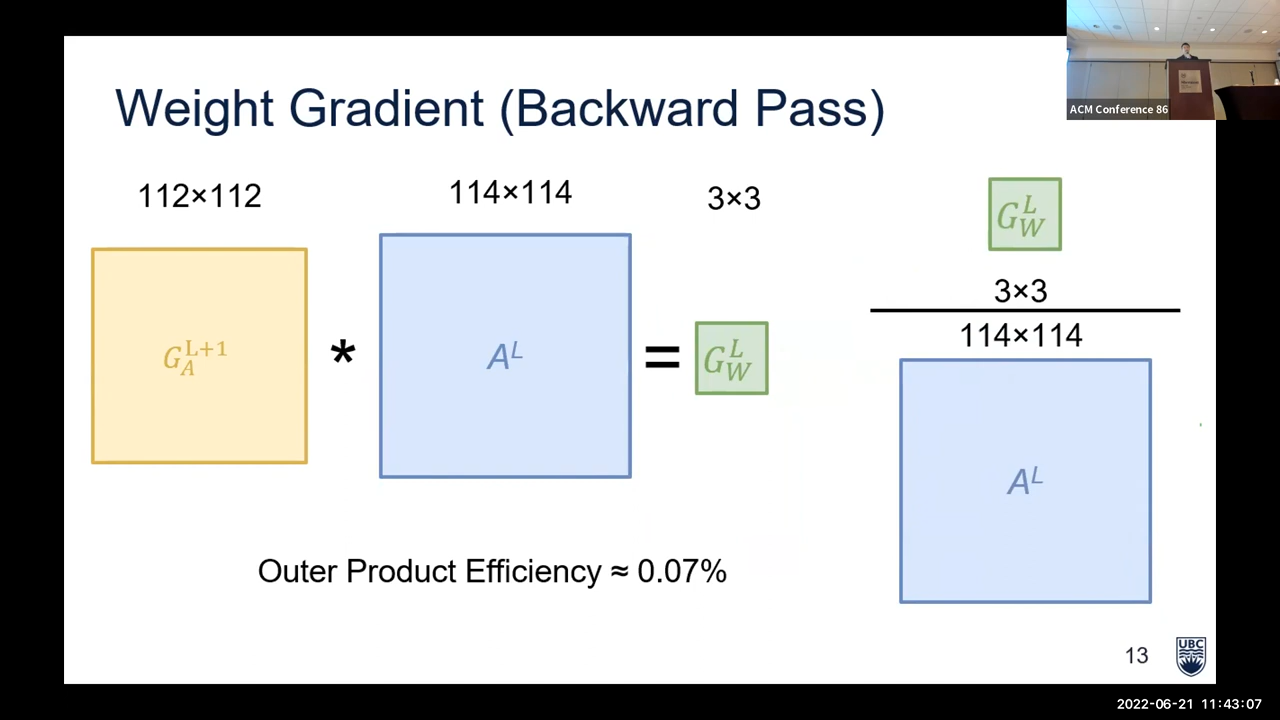 Weight Gradient (Backward Pass)
ACM Conference 86
112×112
114×114
3×3
G_A^{L+1}
*
A^L
=
G_W^L
G_W^L
3×3
114×114
A^L
Outer Product Efficiency ≈ 0.07%
13
UBC
2022-06-21 11:43:07